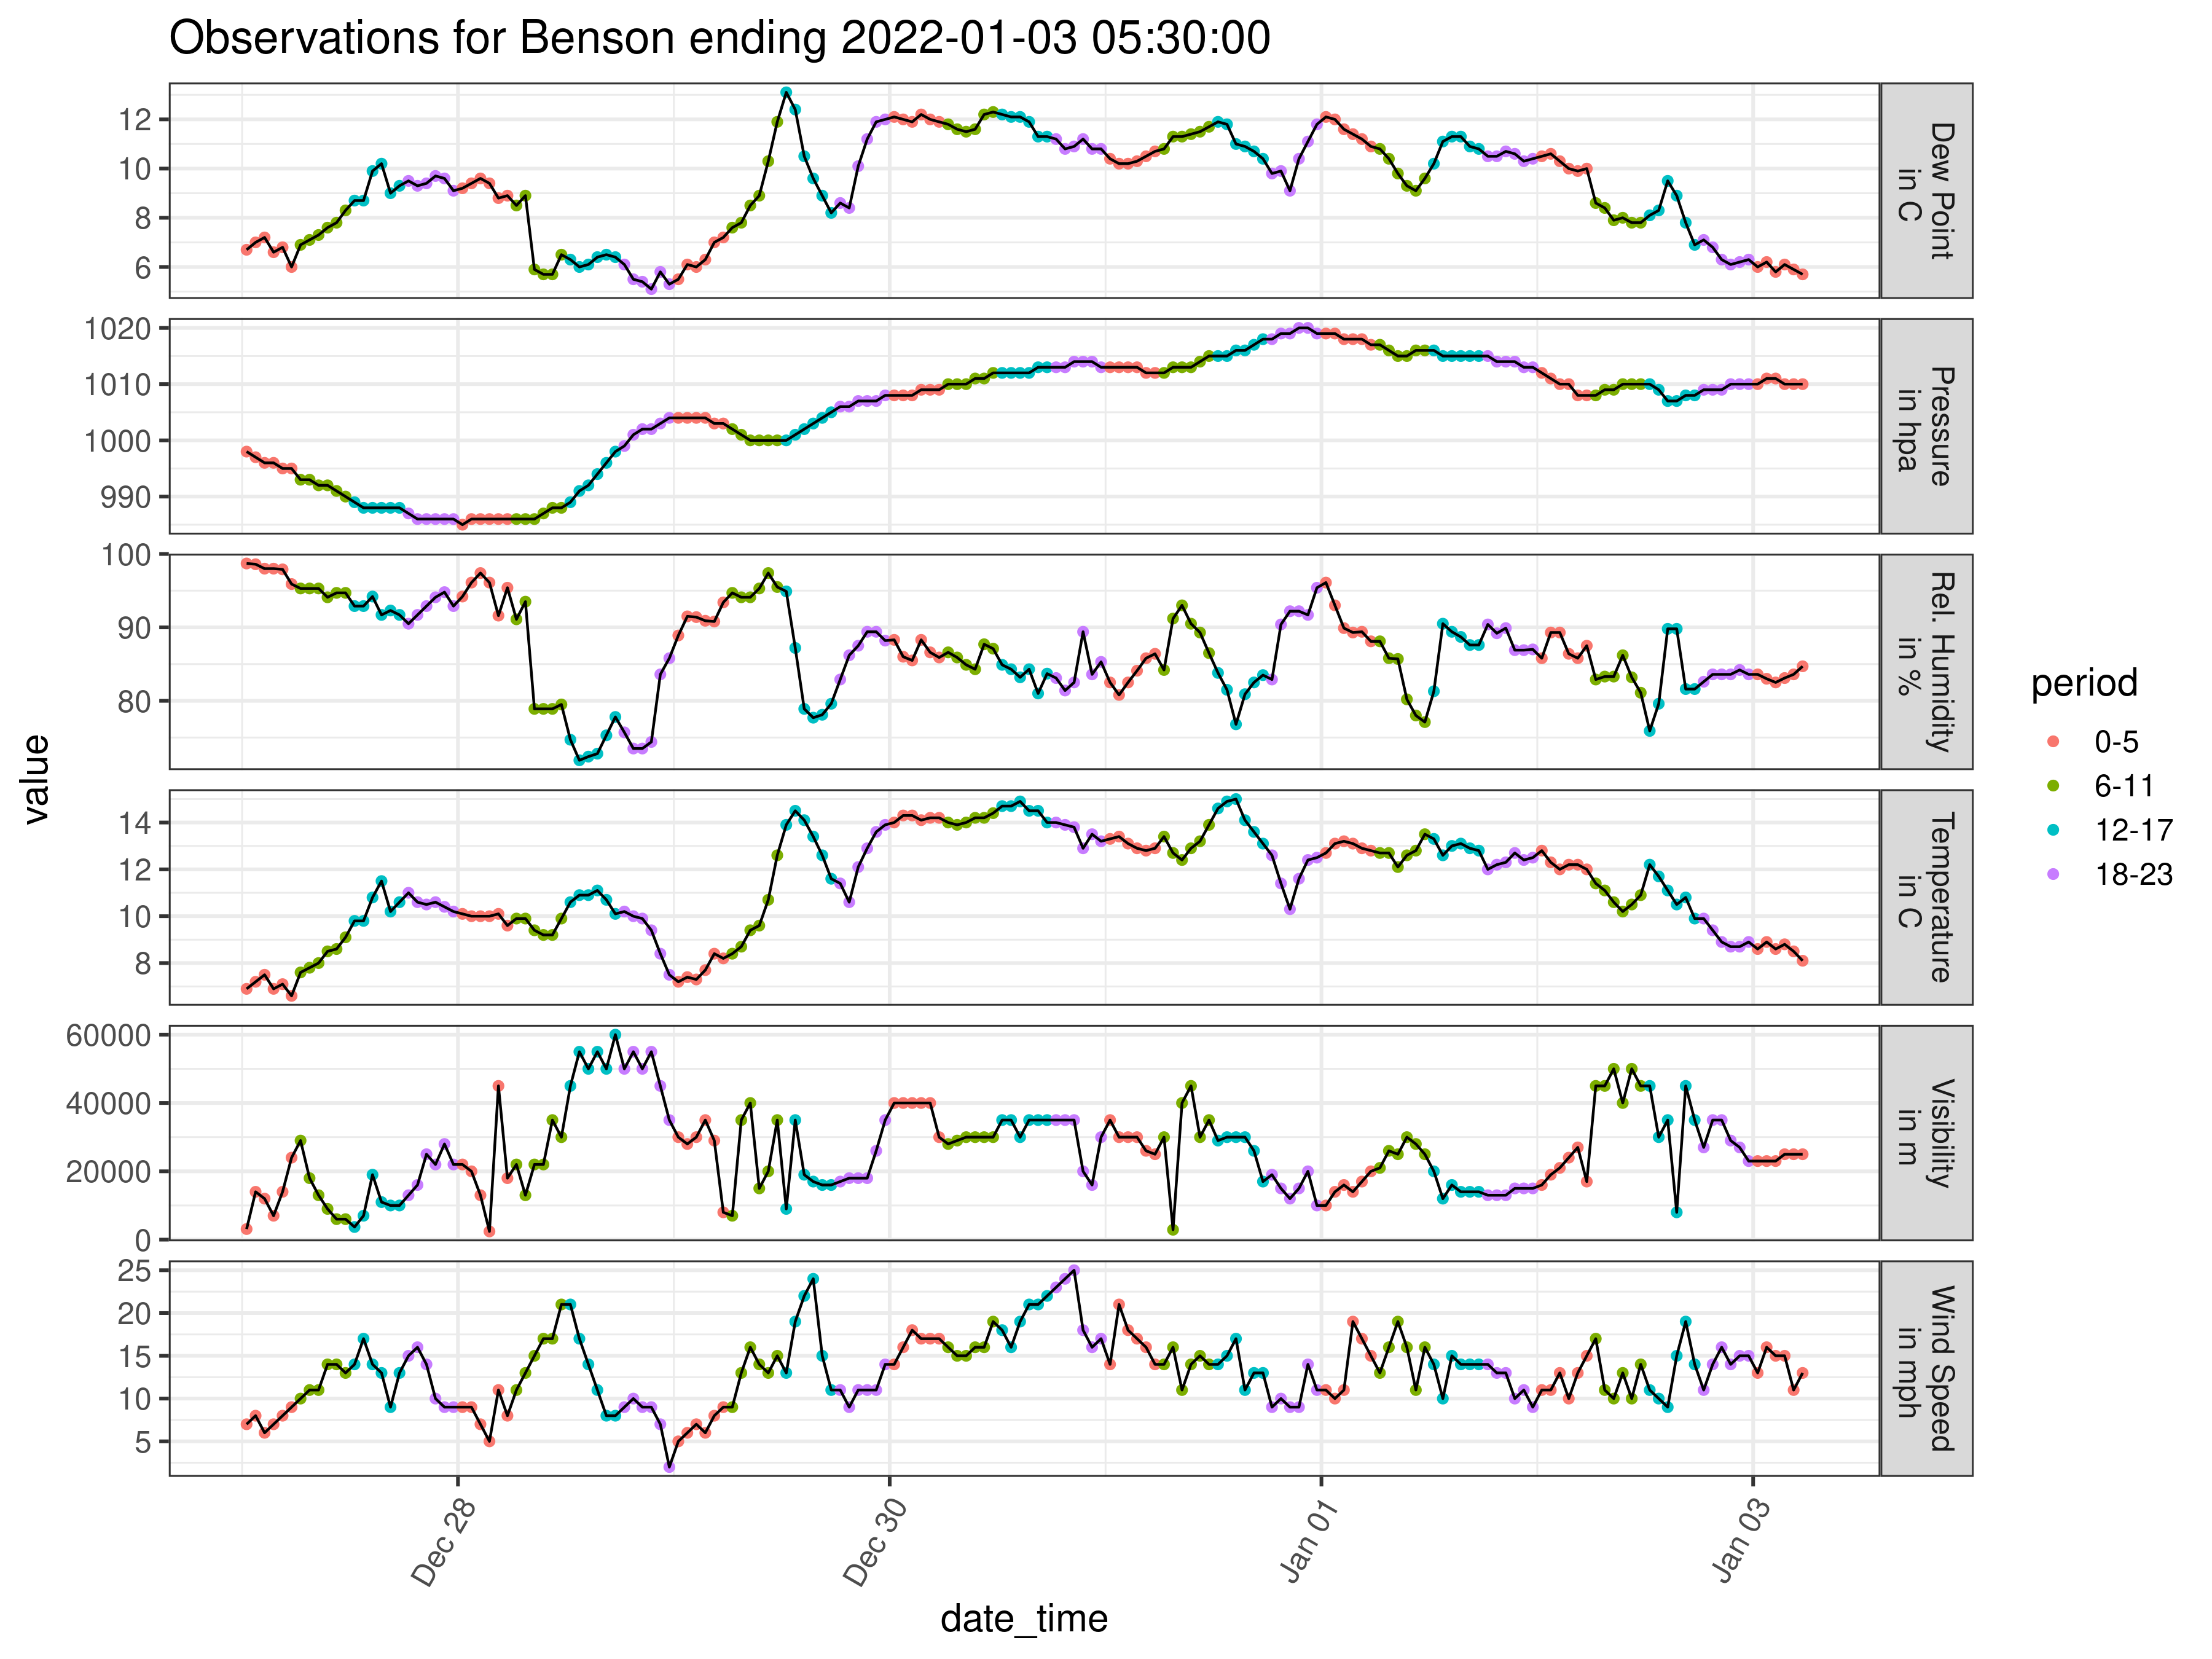 Observations for Benson ending 2022-01-03 05:30:00
value
12
10
8
6
Dew Point
in C
1020
1010
1000
990
Pressure
in hpa
100
90
80
Rel. Humidity
in %
14
12
10
8
Temperature
in C
60000
40000
20000
0
Visibility
in m
25
20
15
10
5
Wind Speed
in mph
Dec 28
Dec 30
Jan 01
Jan 03
date_time
period
0-5
6-11
12-17
18-23